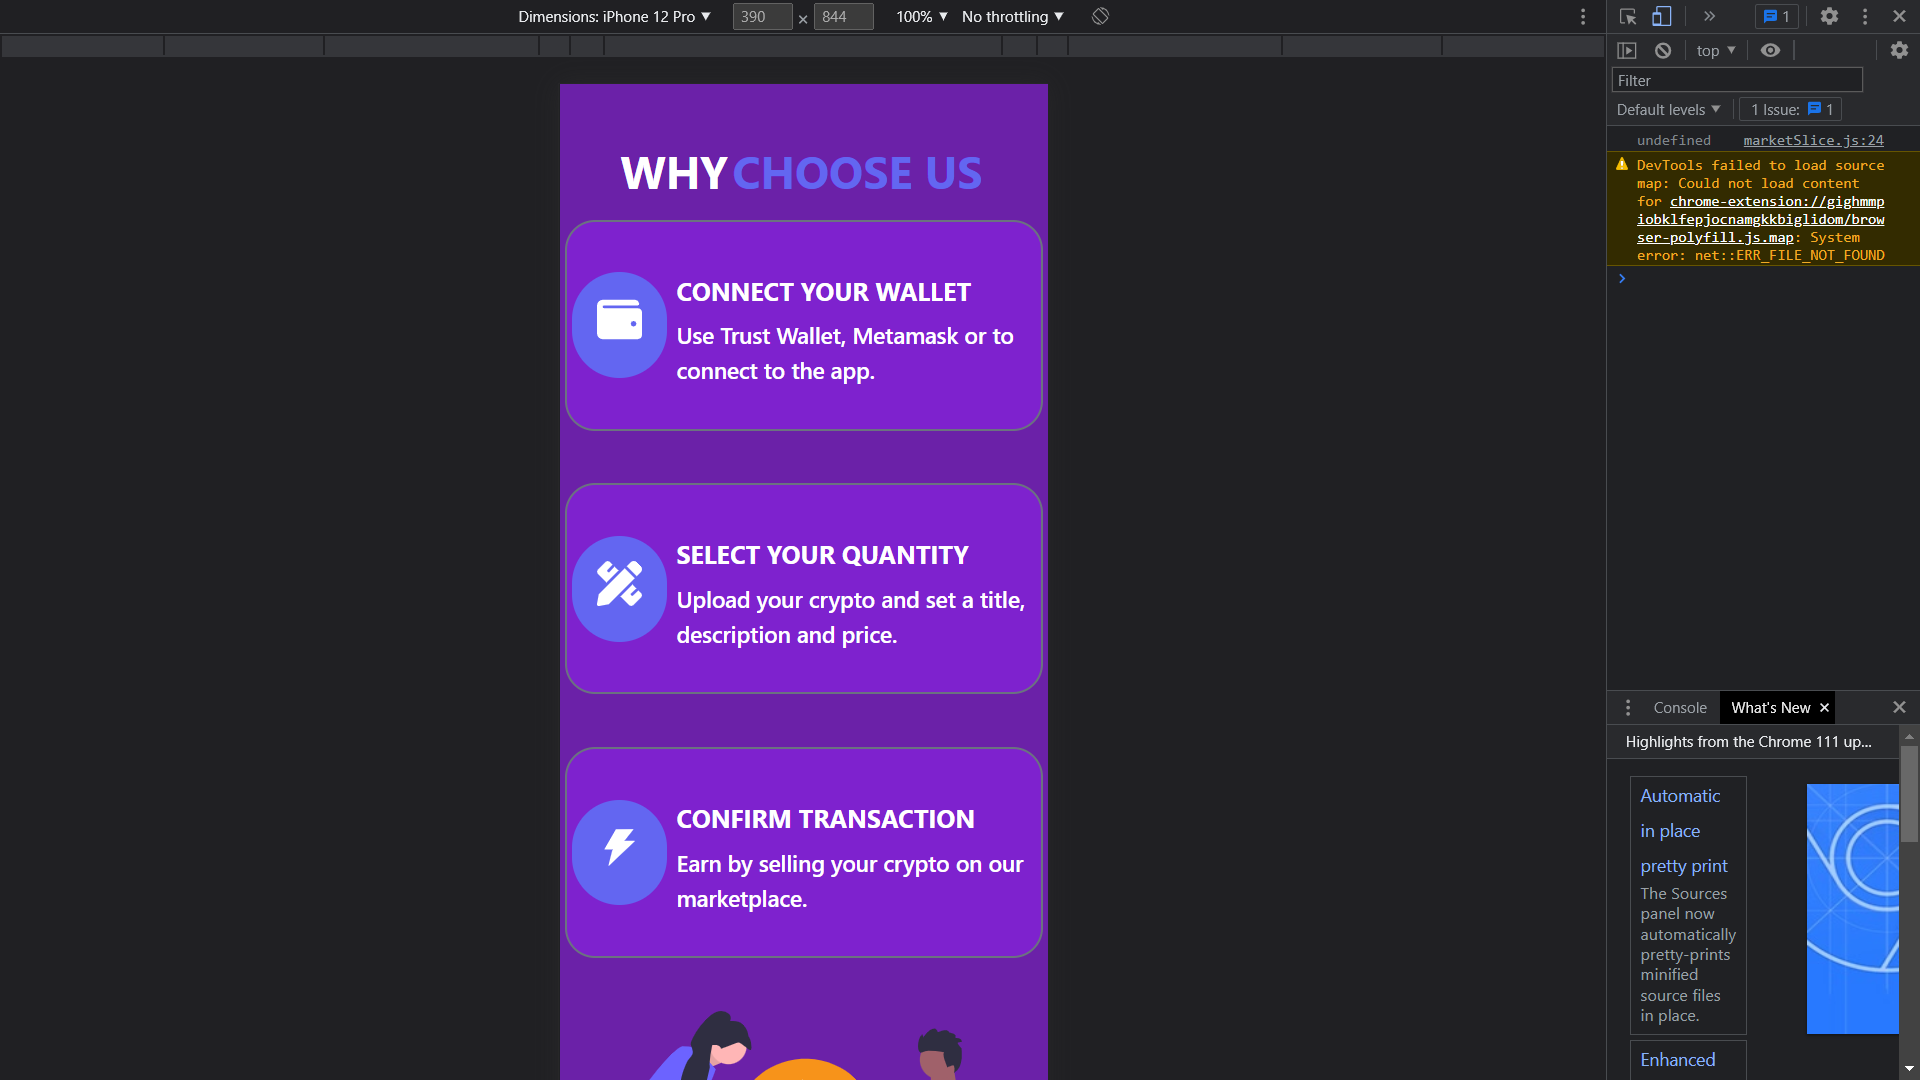 Dimensions: iPhone 12 Pro ▼ 390 × 844 100% ▼ No throttling ▼
1
top ▼
Filter
Default levels ▼ 1 Issue: 1
undefined marketSlice.js:24
DevTools failed to load source
map: Could not load content
for chrome-extension://gighmmp
iobklfepjocnamgkkbiglidom/brow
ser-polyfill.js.map: System
error: net::ERR_FILE_NOT_FOUND
WHY CHOOSE US
CONNECT YOUR WALLET
Use Trust Wallet, Metamask or to
connect to the app.
SELECT YOUR QUANTITY
Upload your crypto and set a title,
description and price.
CONFIRM TRANSACTION
Earn by selling your crypto on our
marketplace.
Console What's New ×
Highlights from the Chrome 111 up...
Automatic
in place
pretty print
The Sources
panel now
automatically
pretty-prints
minified
source files
in place.
Enhanced